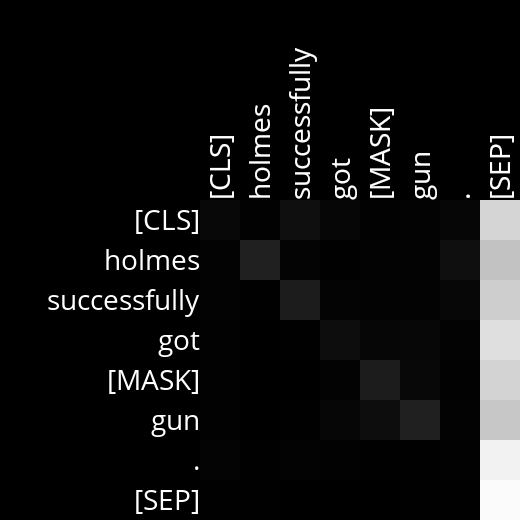 [CLS]
holmes
successfully
got
[MASK]
gun
.
[SEP]
[CLS]
holmes
successfully
got
[MASK]
gun
.
[SEP]